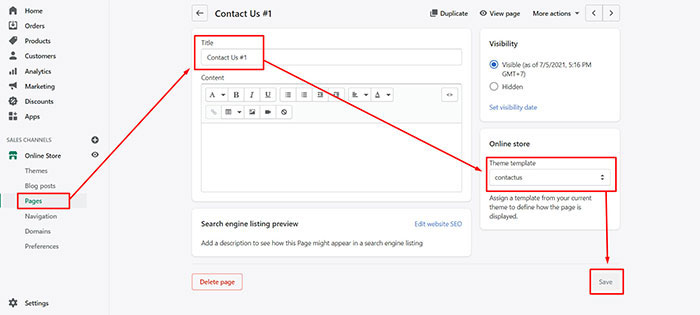 Home
Orders
Products
Customers
Analytics
Marketing
Discounts
Apps
SALES CHANNELS
Online Store
Themes
Blog posts
Pages
Navigation
Domains
Preferences
Settings
Contact Us #1
Duplicate
View page
More actions
Title
Contact Us #1
Content
A B I U A
<>
Search engine listing preview
Edit website SEO
Add a description to see how this Page might appear in a search engine listing
Delete page
Visibility
Visible (as of 7/5/2021, 5:16 PM
GMT+7)
Hidden
Set visibility date
Online store
Theme template
contactus
Assign a template from your current
theme to define how the page is
displayed.
Save